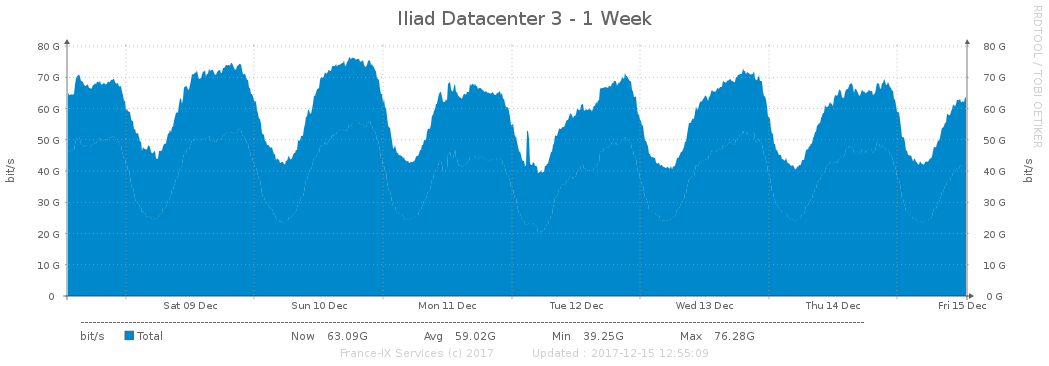 Iliad Datacenter 3 - 1 Week
RRDTOOL / TOBI OETIKER
80 G 80 G
70 G 70 G
60 G 60 G
50 G 50 G
40 G 40 G
30 G 30 G
20 G 20 G
10 G 10 G
0 0 G
bit/s bit/s
Sat 09 Dec Sun 10 Dec Mon 11 Dec Tue 12 Dec Wed 13 Dec Thu 14 Dec Fri 15 Dec
bit/s Total Now 63.09G Avg 59.02G Min 39.25G Max 76.28G
France-IX Services (c) 2017 Updated : 2017-12-15 12:55:09